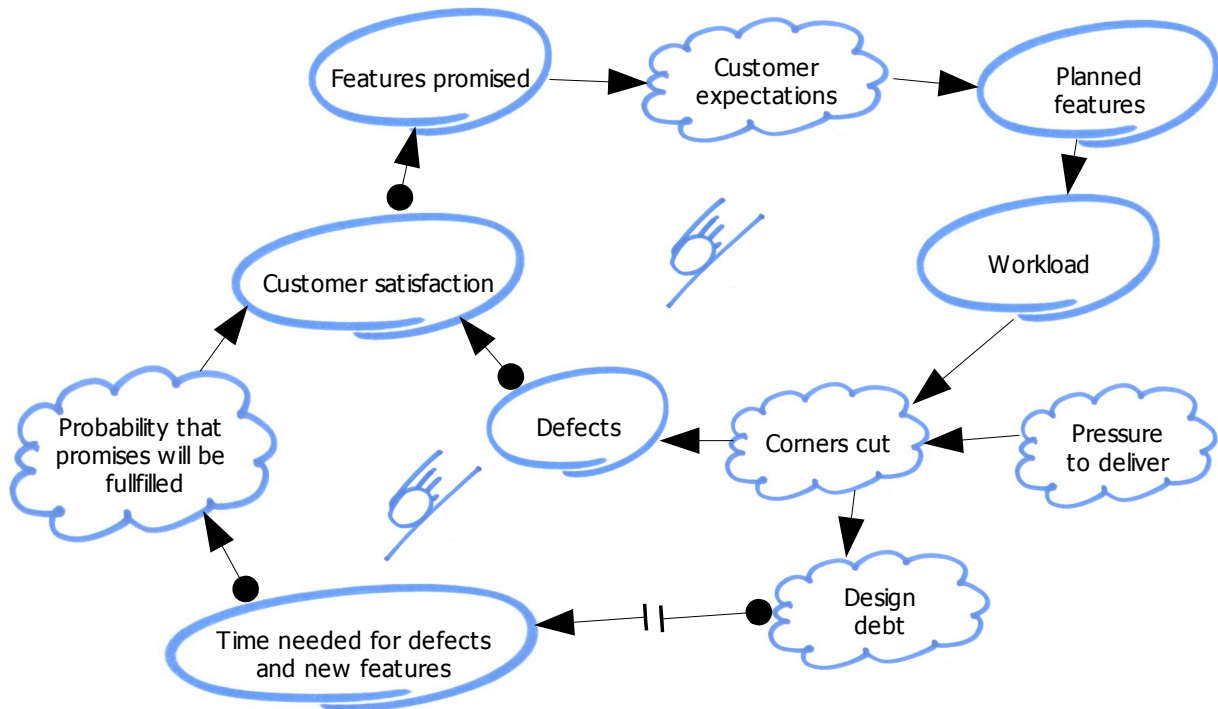 Features promised
Customer
expectations
Planned
features
Customer satisfaction
Workload
Probability that
promises will be
fullfilled
Defects
Corners cut
Pressure
to deliver
Time needed for defects
and new features
Design
debt